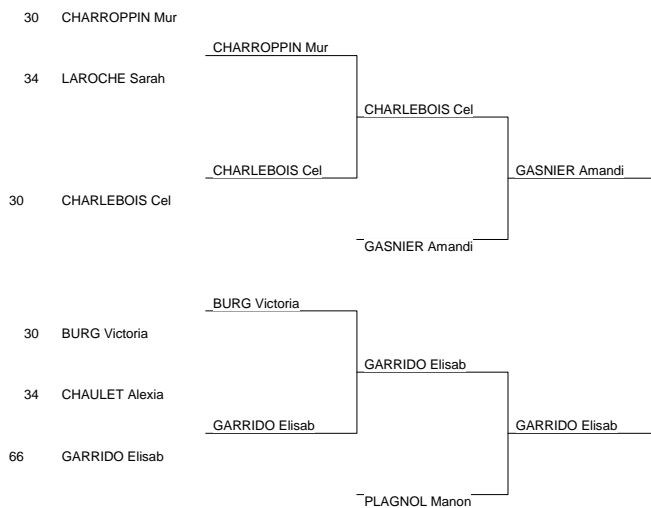 30 CHARROPPIN Mur
CHARROPPIN Mur
34 LAROCHE Sarah
CHARLEBOIS Cel
CHARLEBOIS Cel
GASNIER Amandi
30 CHARLEBOIS Cel
GASNIER Amandi
BURG Victoria
30 BURG Victoria
GARRIDO Elisab
34 CHAULET Alexia
GARRIDO Elisab
GARRIDO Elisab
66 GARRIDO Elisab
PLAGNOL Manon